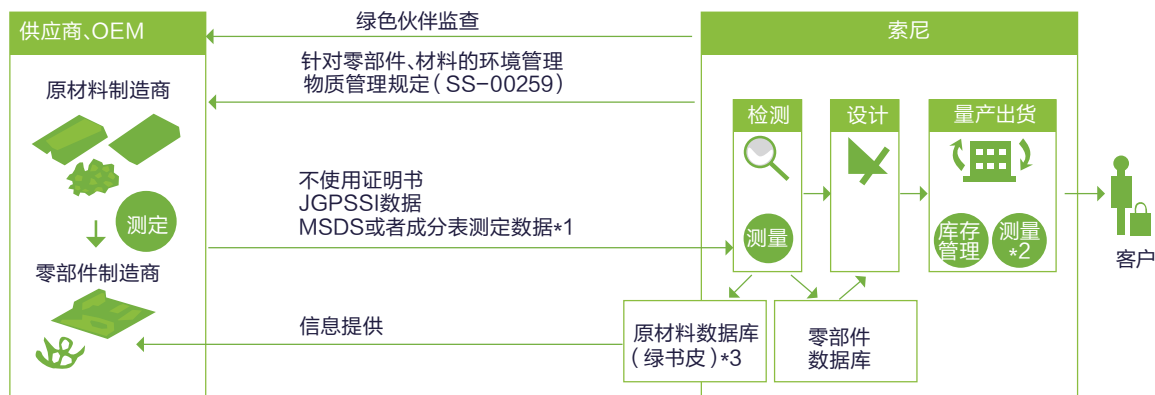 供应商、OEM
绿色伙伴监查
索尼
针对零部件、材料的环境管理
物质管理规定(SS-00259)
原材料制造商
检测
设计
量产出货
不使用证明书
JGPSSI数据
MSDS或者成分表测定数据*1
测定
测量
库存
管理
测量
*2
客户
零部件制造商
信息提供
原材料数据库
(绿书皮)*3
零部件
数据库